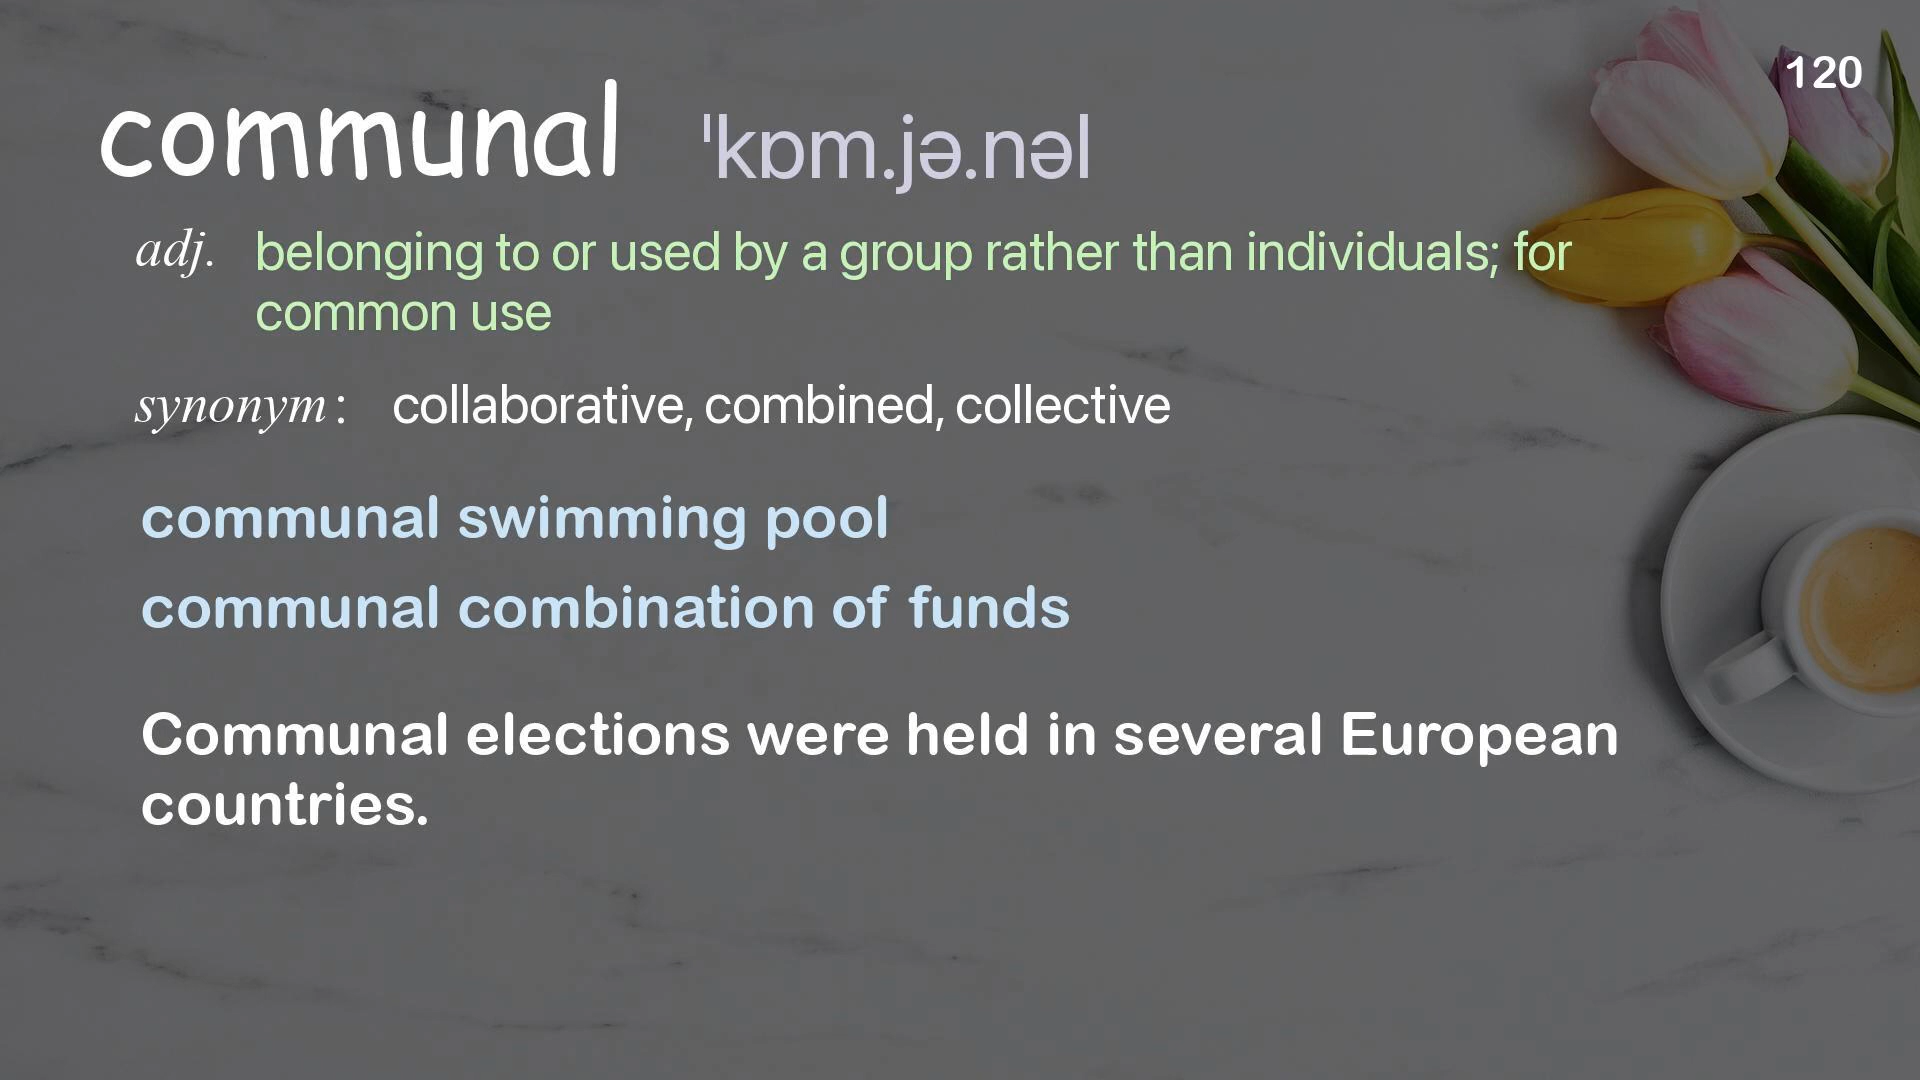 120
communal ˈkɒm.jə.nəl
adj. belonging to or used by a group rather than individuals; for
common use
synonym : collaborative, combined, collective
communal swimming pool
communal combination of funds
Communal elections were held in several European
countries.